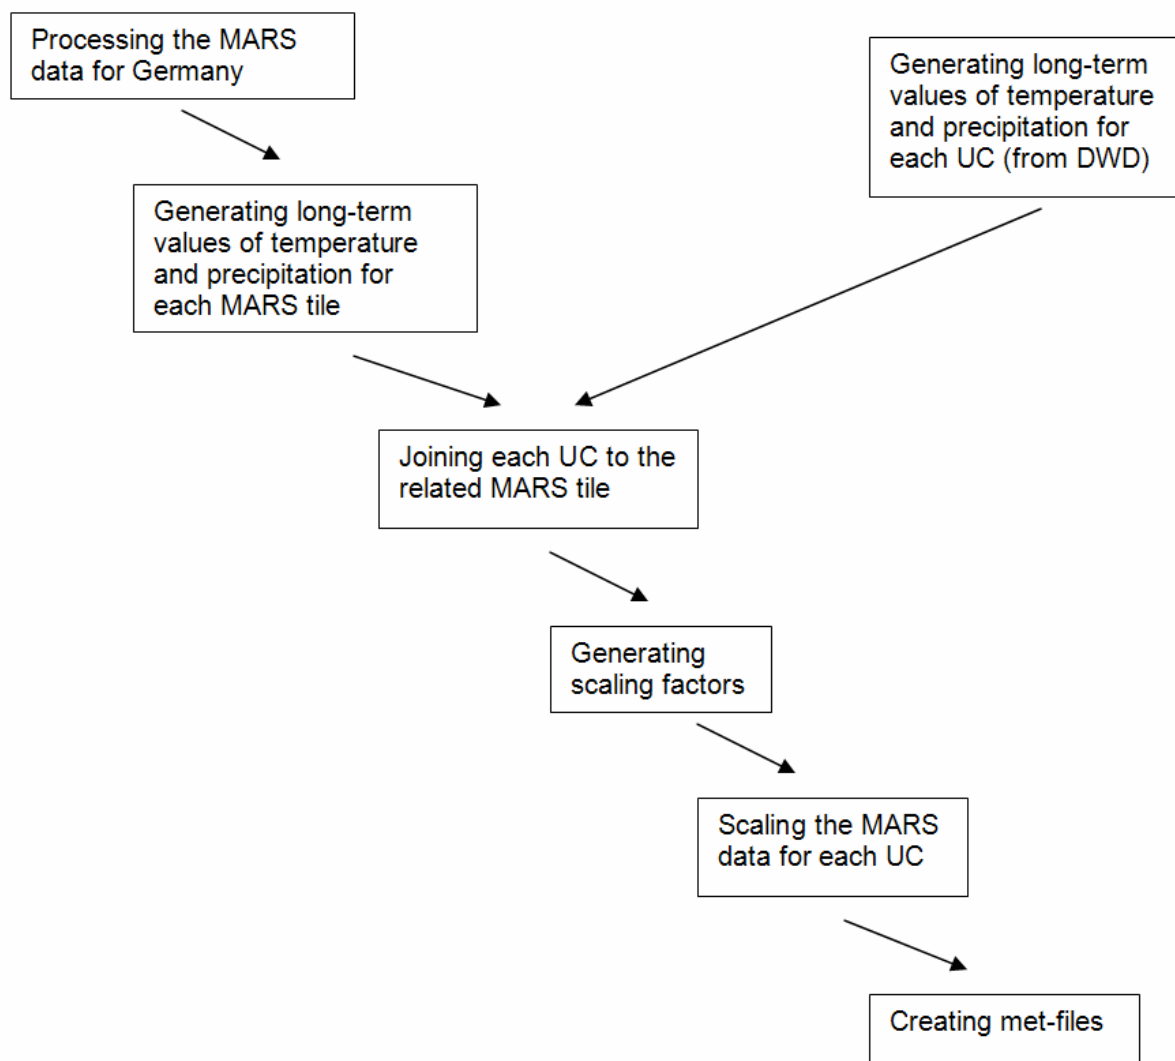 Processing the MARS
data for Germany
Generating long-term
values of temperature
and precipitation for
each UC (from DWD)
Generating long-term
values of temperature
and precipitation for
each MARS tile
Joining each UC to the
related MARS tile
Generating
scaling factors
Scaling the MARS
data for each UC
Creating met-files